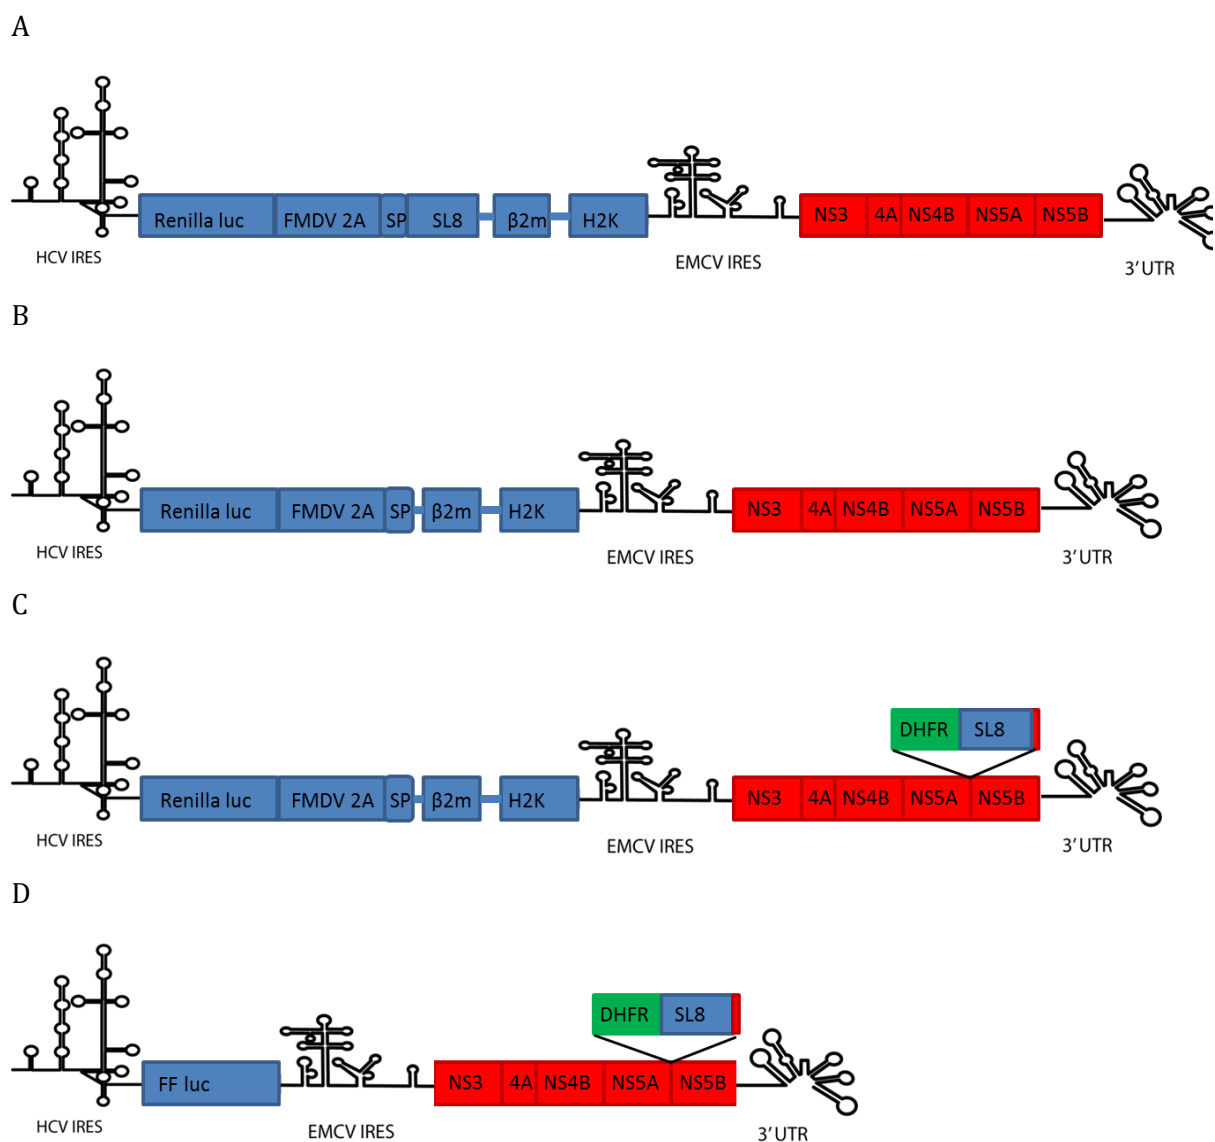 A
Renilla luc FMDV 2A SP SL8 β2m H2K NS3 4A NS4B NS5A NS5B
HCV IRES EMCV IRES 3’ UTR
B
Renilla luc FMDV 2A SP β2m H2K NS3 4A NS4B NS5A NS5B
HCV IRES EMCV IRES 3’ UTR
C
DHFR SL8
Renilla luc FMDV 2A SP β2m H2K NS3 4A NS4B NS5A NS5B
HCV IRES EMCV IRES 3’ UTR
D
DHFR SL8
FF luc NS3 4A NS4B NS5A NS5B
HCV IRES EMCV IRES 3’ UTR